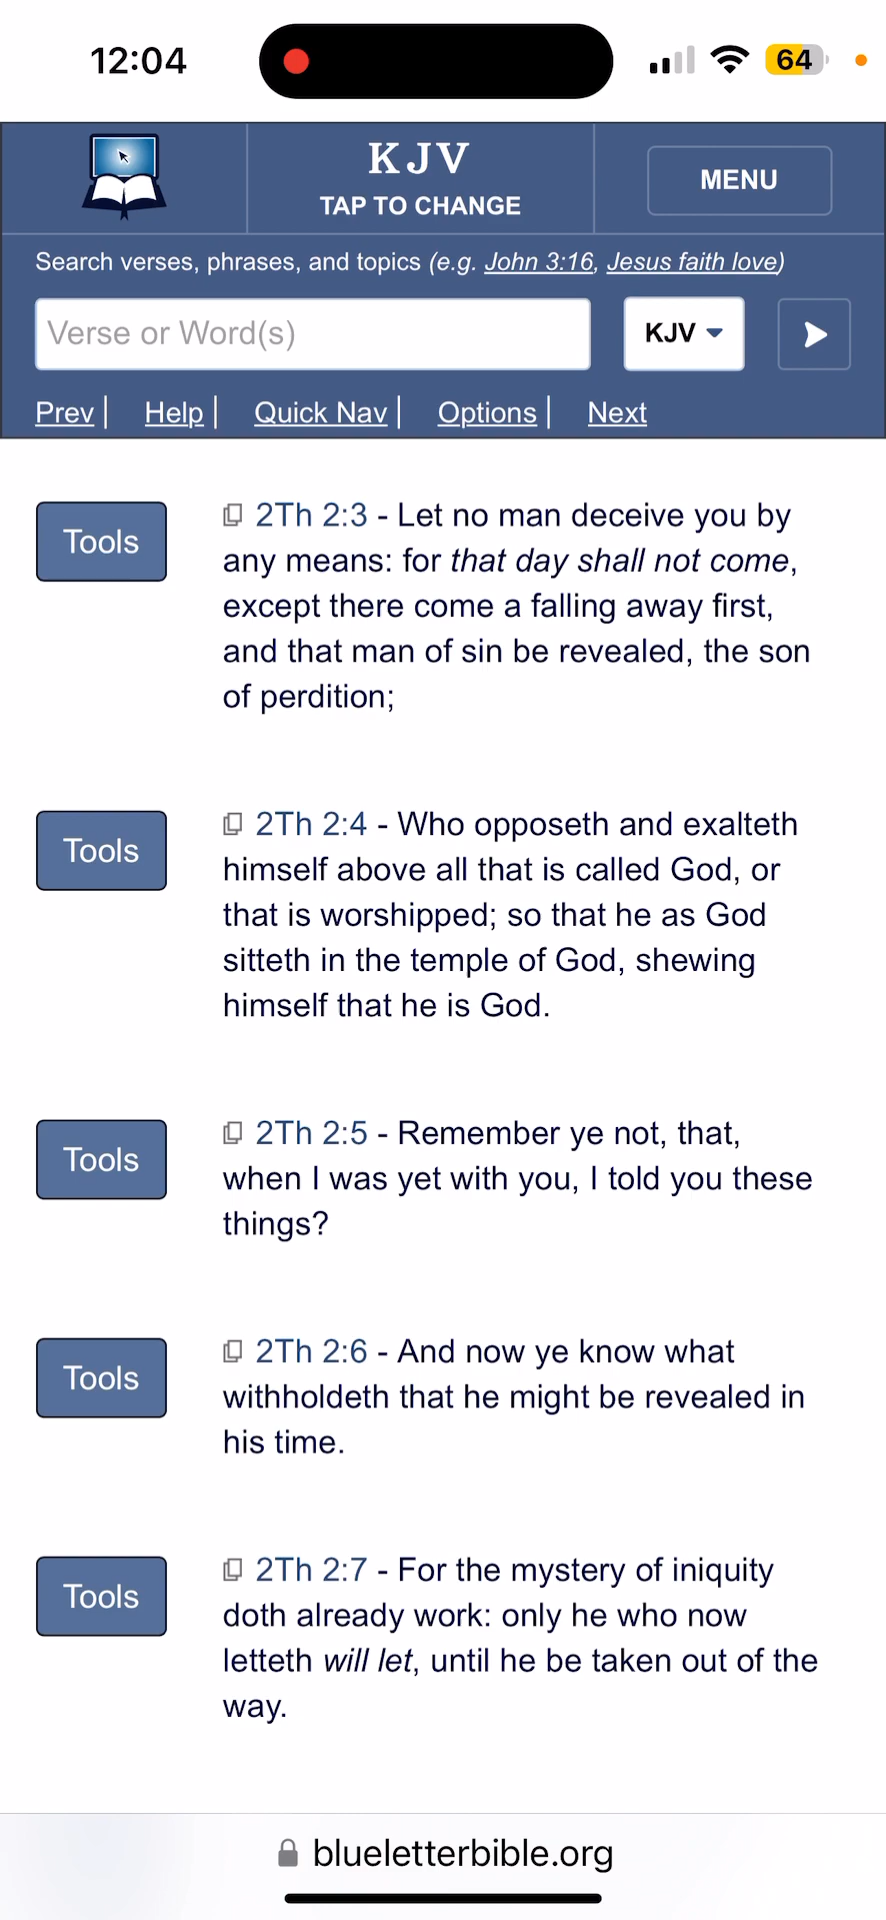 12:04
64
KJV
TAP TO CHANGE
MENU
Search verses, phrases, and topics (e.g. John 3:16, Jesus faith love)
Verse or Word(s)
KJV
Prev | Help | Quick Nav | Options | Next
Tools
2Th 2:3 - Let no man deceive you by
any means: for that day shall not come,
except there come a falling away first,
and that man of sin be revealed, the son
of perdition;
Tools
2Th 2:4 - Who opposeth and exalteth
himself above all that is called God, or
that is worshipped; so that he as God
sitteth in the temple of God, shewing
himself that he is God.
Tools
2Th 2:5 - Remember ye not, that,
when I was yet with you, I told you these
things?
Tools
2Th 2:6 - And now ye know what
withholdeth that he might be revealed in
his time.
Tools
2Th 2:7 - For the mystery of iniquity
doth already work: only he who now
letteth will let, until he be taken out of the
way.
blueletterbible.org